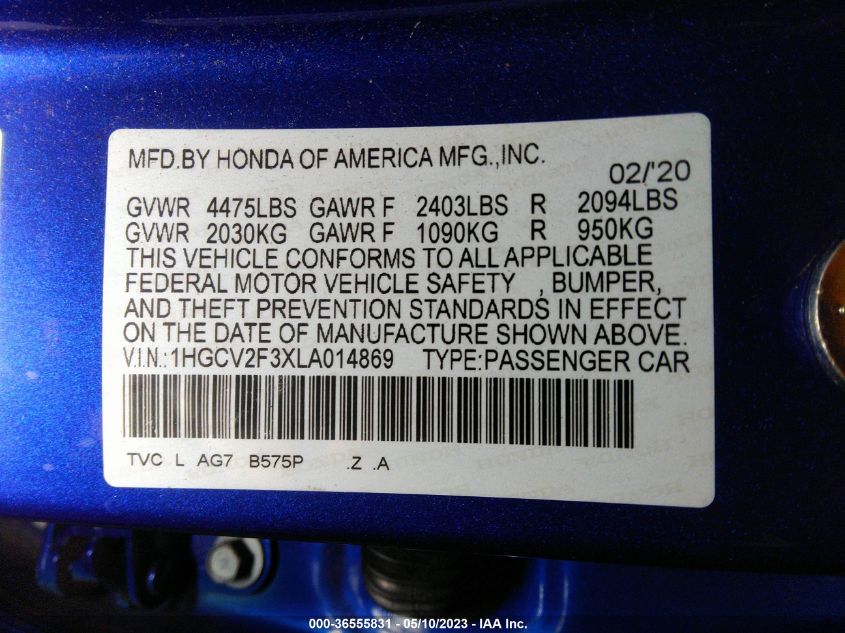 MFD.BY HONDA OF AMERICA MFG.,INC.
02/'20
GVWR 4475LBS GAWR F 2403LBS R 2094LBS
GVWR 2030KG GAWR F 1090KG R 950KG
THIS VEHICLE CONFORMS TO ALL APPLICABLE
FEDERAL MOTOR VEHICLE SAFETY , BUMPER,
AND THEFT PREVENTION STANDARDS IN EFFECT
ON THE DATE OF MANUFACTURE SHOWN ABOVE.
V.I.N.:1HGCV2F3XLA014869 TYPE:PASSENGER CAR
TVC L AG7 B575P .Z .A
000-36555831 - 05/10/2023 - IAA Inc.